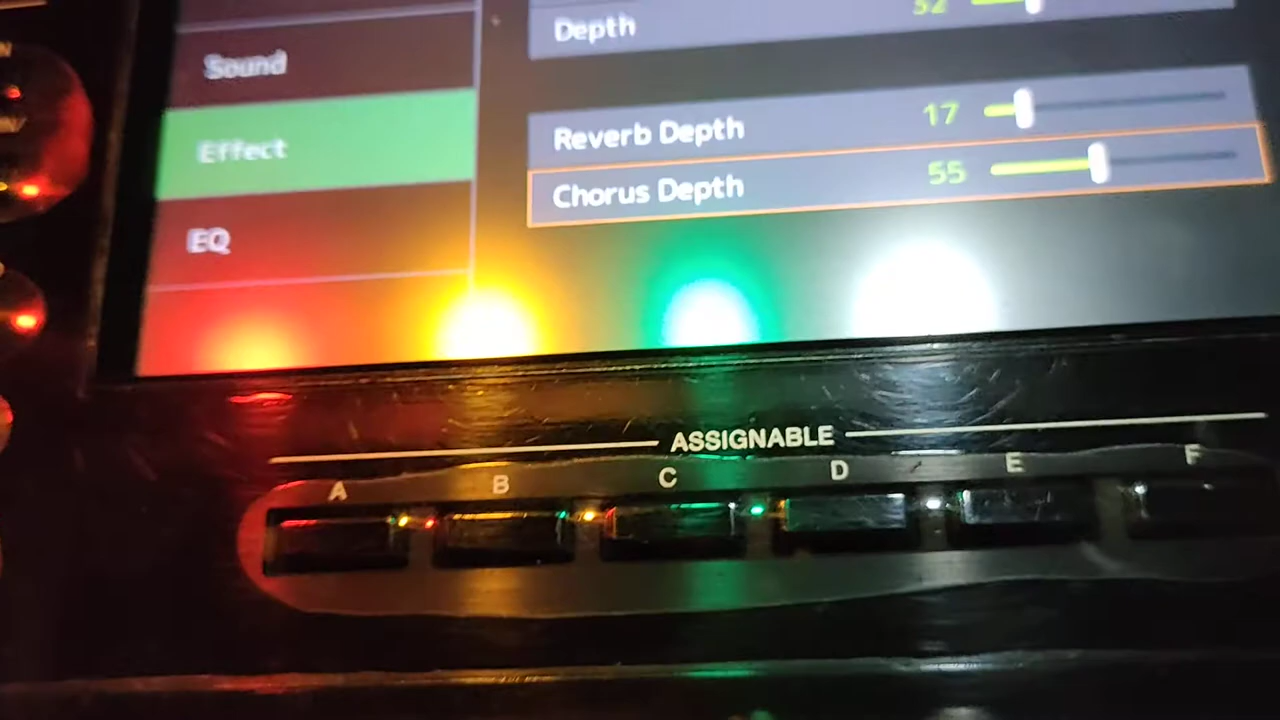 Depth
Sound
Reverb Depth 17
Effect
Chorus Depth 55
EQ
ASSIGNABLE
A B C D E F